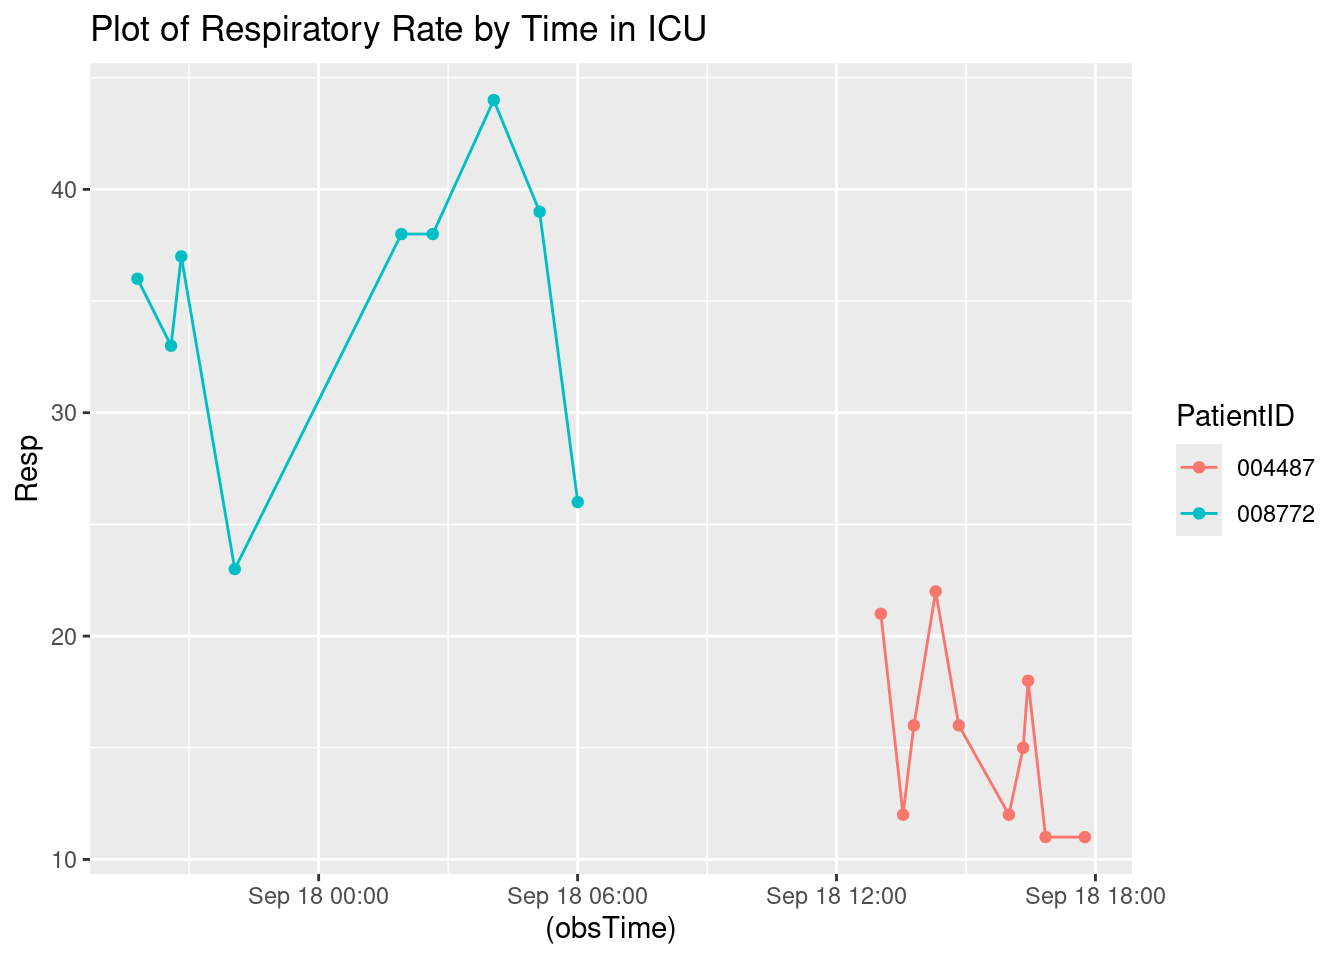 Plot of Respiratory Rate by Time in ICU
40
30
20
10
Resp
Sep 18 00:00
Sep 18 06:00
Sep 18 12:00
Sep 18 18:00
(obsTime)
PatientID
004487
008772